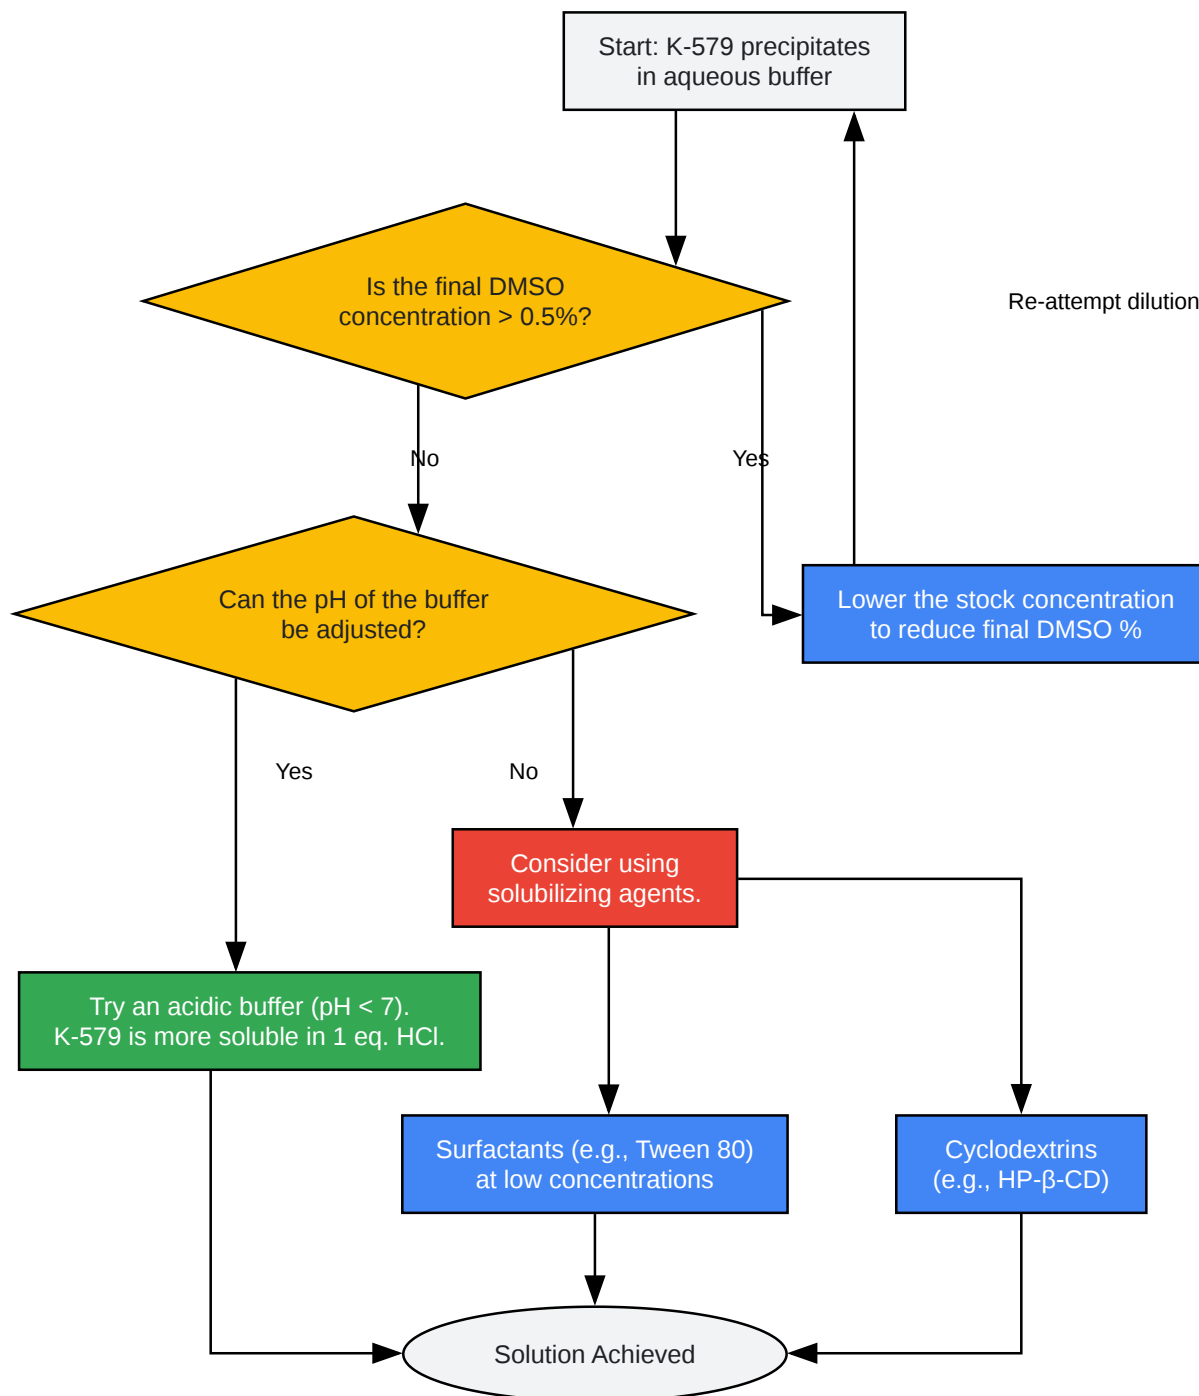 Start: K-579 precipitates
in aqueous buffer
Is the final DMSO
concentration > 0.5%?
Re-attempt dilution
No
Yes
Can the pH of the buffer
be adjusted?
Lower the stock concentration
to reduce final DMSO %
Yes
No
Consider using
solubilizing agents.
Try an acidic buffer (pH < 7).
K-579 is more soluble in 1 eq. HCl.
Surfactants (e.g., Tween 80)
at low concentrations
Cyclodextrins
(e.g., HP-β-CD)
Solution Achieved